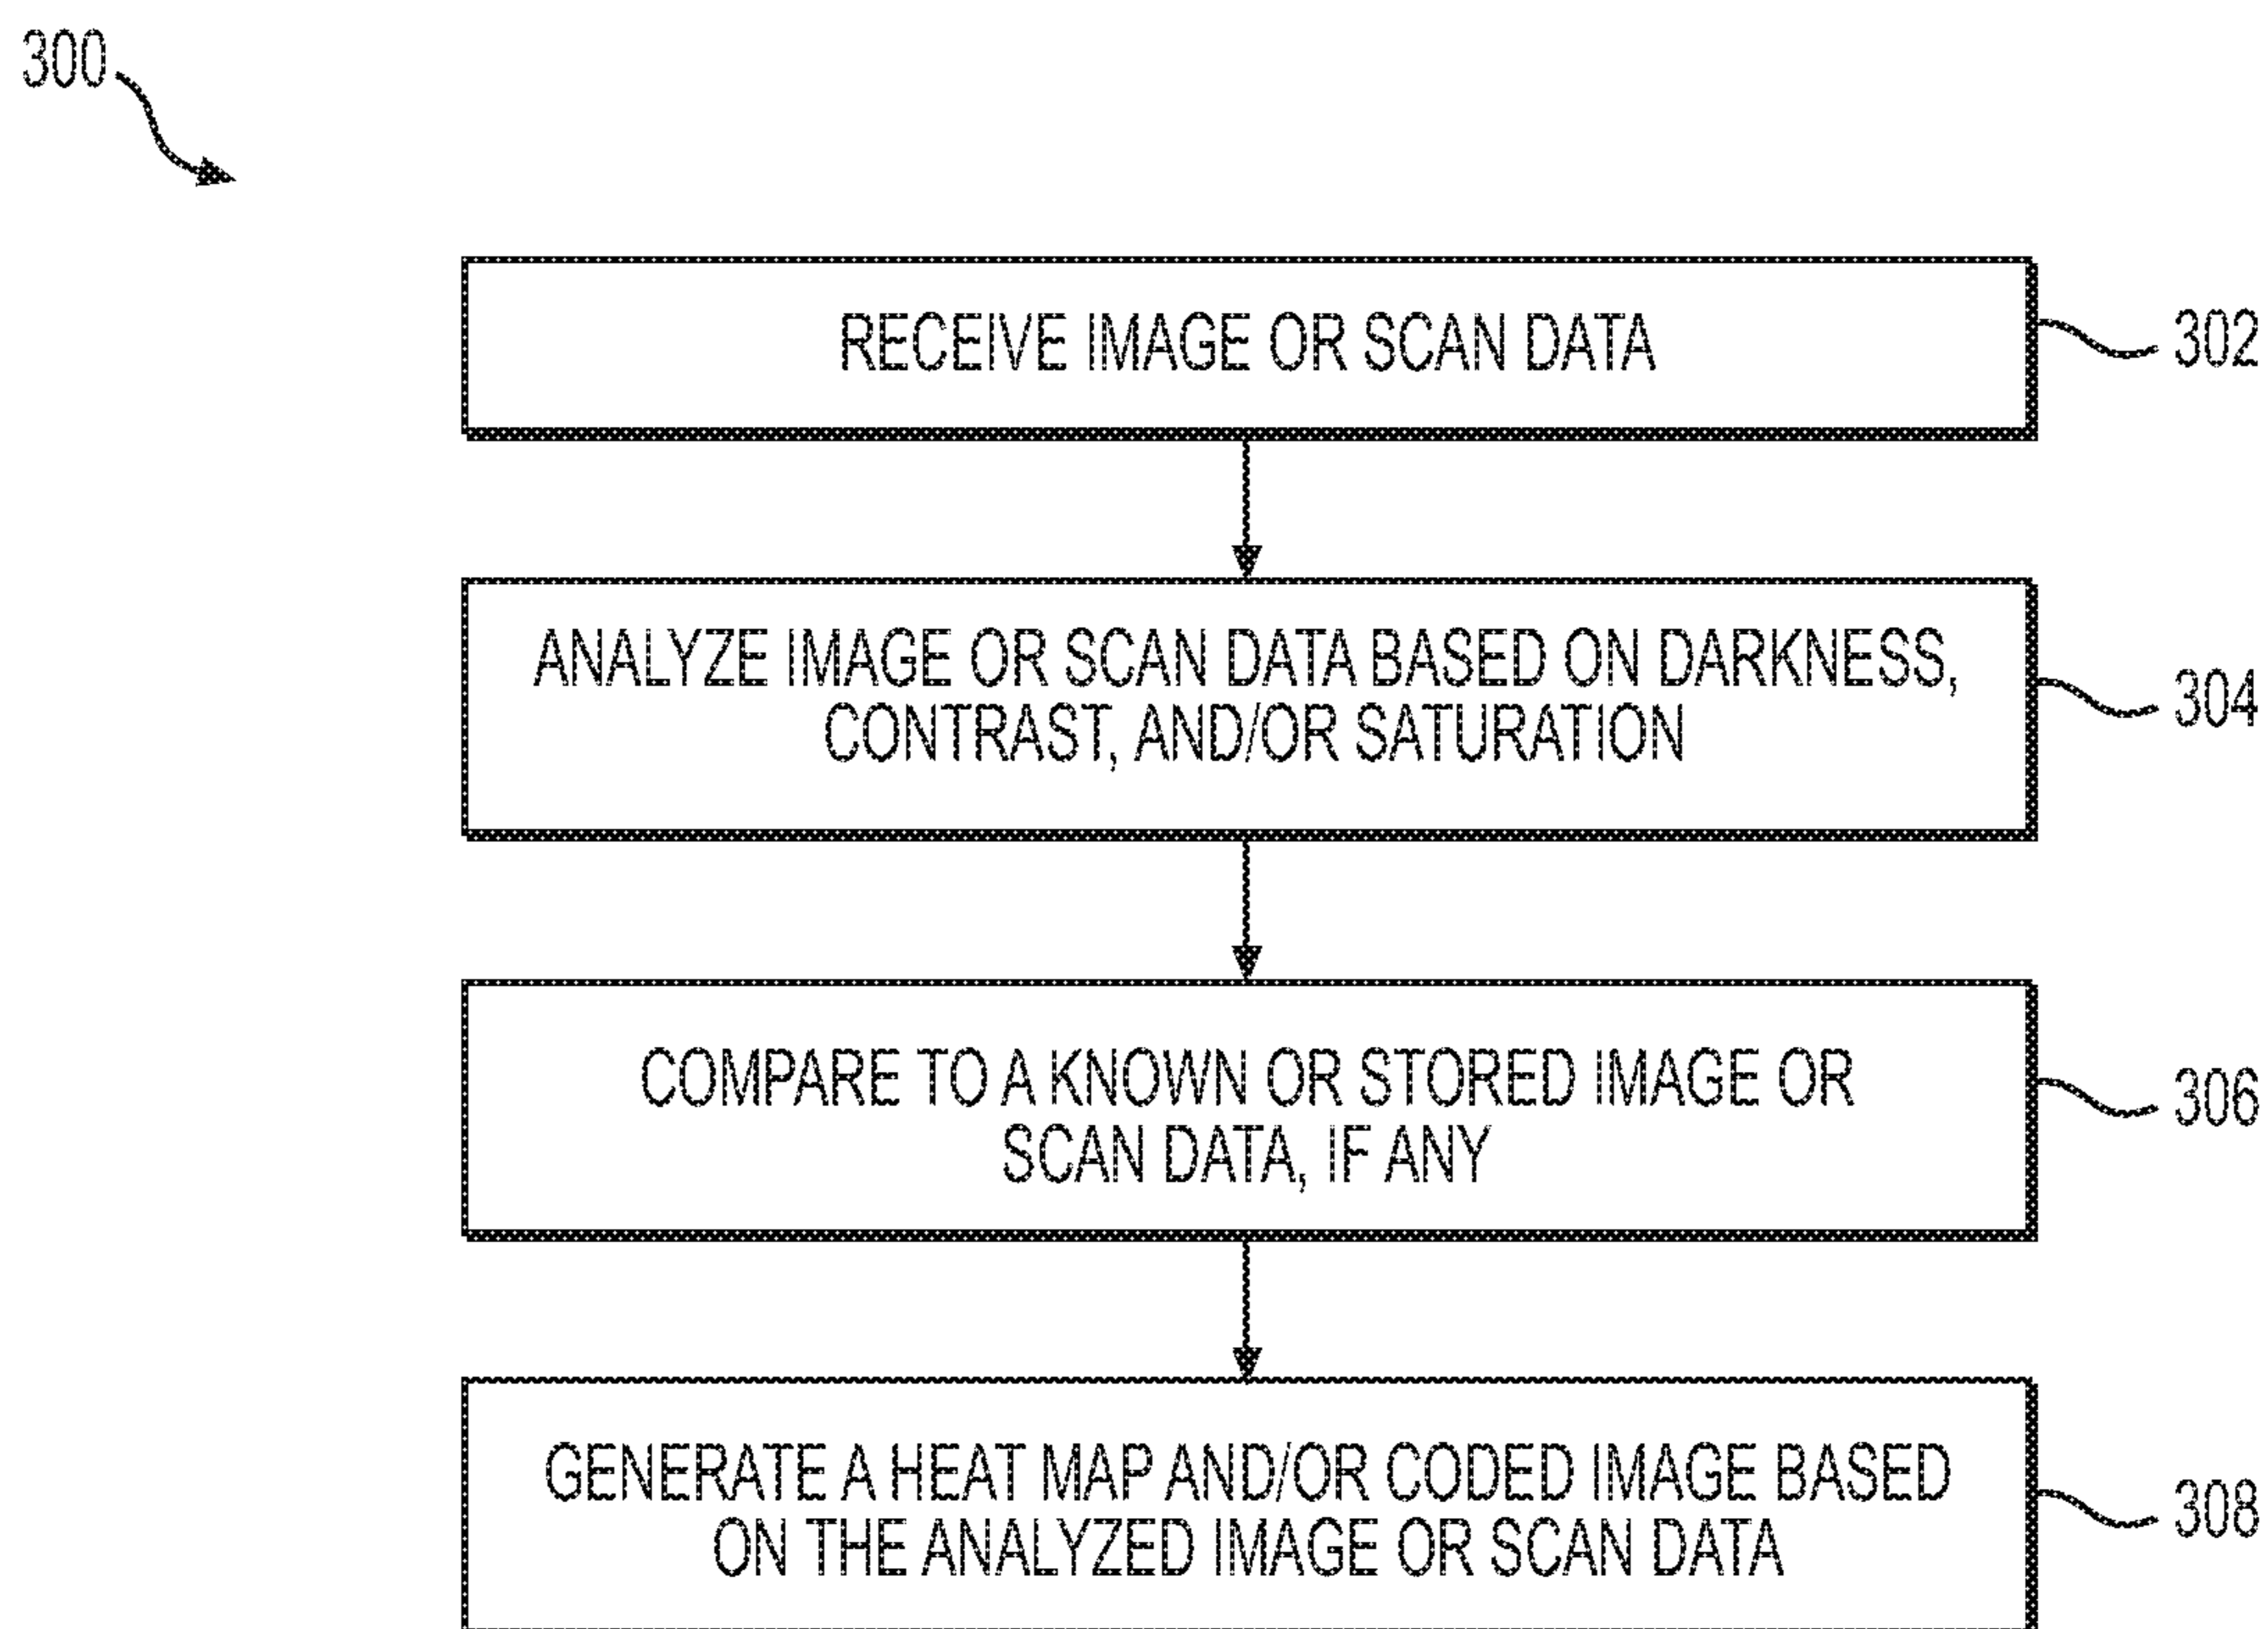 300
RECEIVE IMAGE OR SCAN DATA
302
ANALYZE IMAGE OR SCAN DATA BASED ON DARKNESS,
CONTRAST, AND/OR SATURATION
304
COMPARE TO A KNOWN OR STORED IMAGE OR
SCAN DATA, IF ANY
306
GENERATE A HEAT MAP AND/OR CODED IMAGE BASED
ON THE ANALYZED IMAGE OR SCAN DATA
308